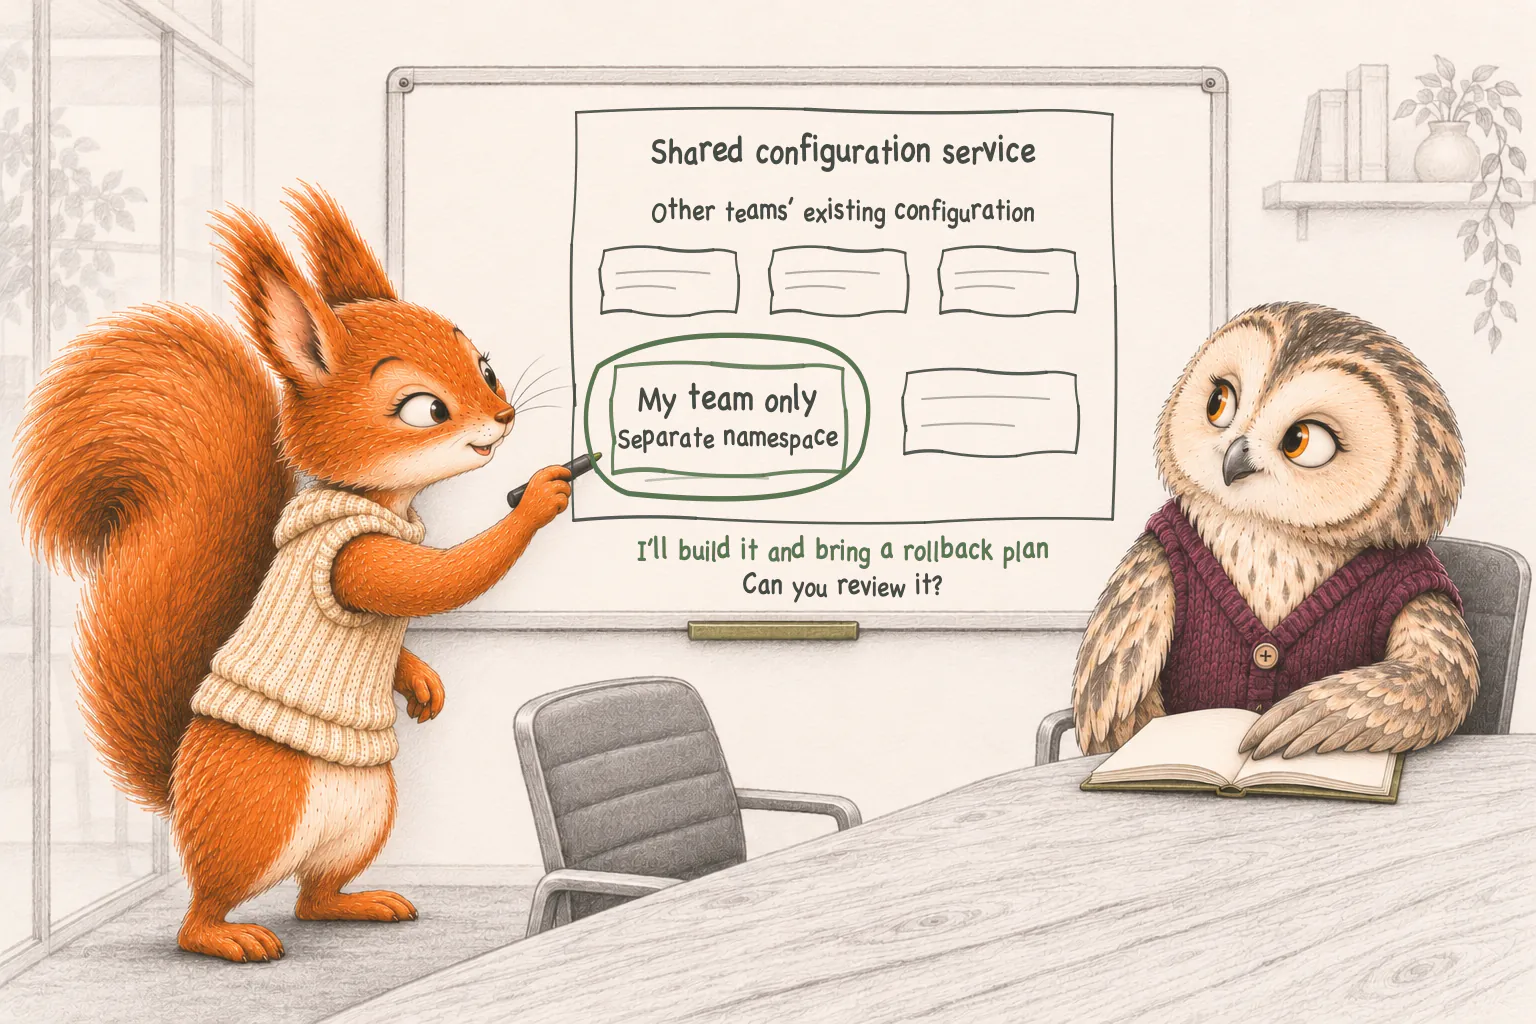 Shared configuration service
Other teams' existing configuration
My team only
Separate namespace
I'll build it and bring a rollback plan
Can you review it?